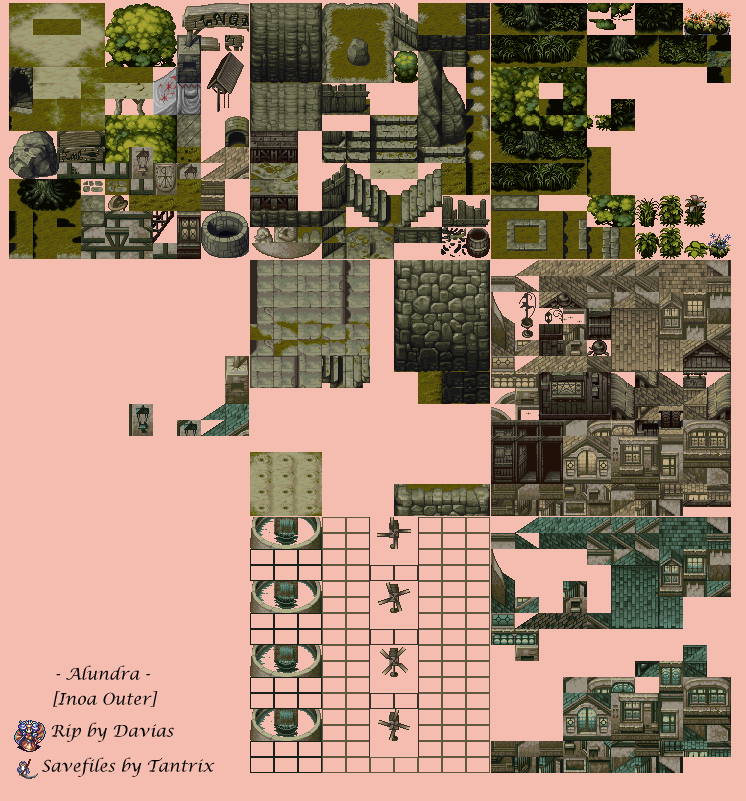 - Alundra -
[Inoa Outer]
Rip by Davias
Savefiles by Tantrix